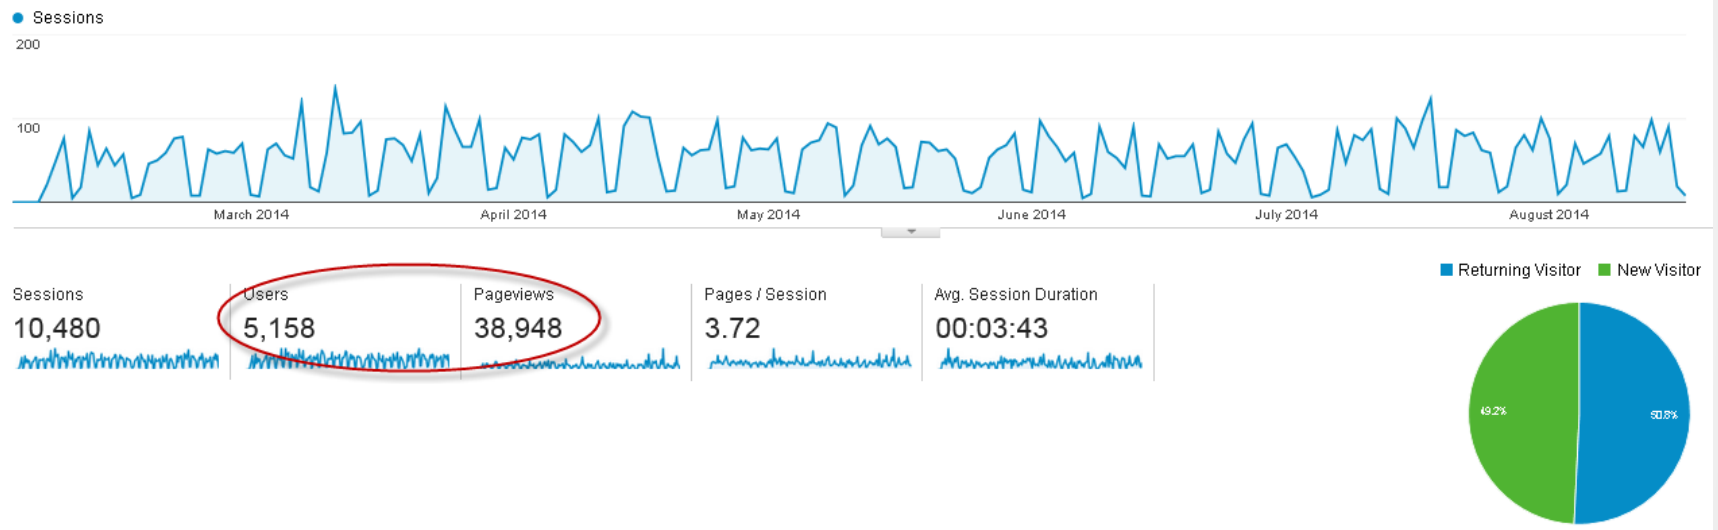 Sessions
200
100
March 2014 April 2014 May 2014 June 2014 July 2014 August 2014
Returning Visitor New Visitor
Sessions Users Pageviews Pages / Session Avg. Session Duration
10,480 5,158 38,948 3.72 00:03:43
49.2% 50.8%